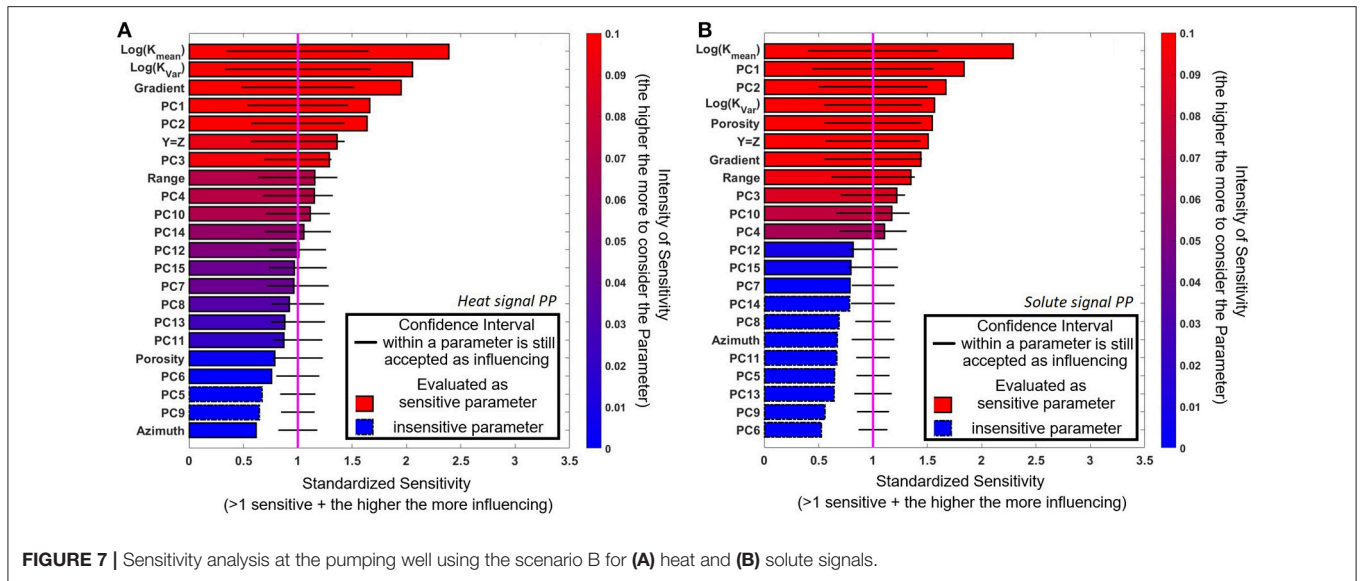 A
Log(Kmean)
Log(KVar)
Gradient
PC1
PC2
Y=Z
PC3
Range
PC4
PC10
PC14
PC12
PC15
PC7
PC8
PC13
PC11
Porosity
PC6
PC5
PC9
Azimuth
0 0.5 1 1.5 2 2.5 3 3.5
Standardized Sensitivity
(>1 sensitive + the higher the more influencing)
Heat signal PP
Confidence Interval
within a parameter is still
accepted as influencing
Evaluated as
sensitive parameter
insensitive parameter
0.1
0.09
0.08
0.07
0.06
0.05
0.04
0.03
0.02
0.01
0
Intensity of Sensitivity
(the higher the more to consider the Parameter)
B
Log(Kmean)
PC1
PC2
Log(KVar)
Porosity
Y=Z
Gradient
Range
PC3
PC10
PC4
PC12
PC15
PC7
PC14
PC8
Azimuth
PC11
PC5
PC13
PC9
PC6
0 0.5 1 1.5 2 2.5 3 3.5
Standardized Sensitivity
(>1 sensitive + the higher the more influencing)
Solute signal PP
Confidence Interval
within a parameter is still
accepted as influencing
Evaluated as
sensitive parameter
insensitive parameter
0.1
0.09
0.08
0.07
0.06
0.05
0.04
0.03
0.02
0.01
0
Intensity of Sensitivity
(the higher the more to consider the Parameter)
FIGURE 7 | Sensitivity analysis at the pumping well using the scenario B for (A) heat and (B) solute signals.